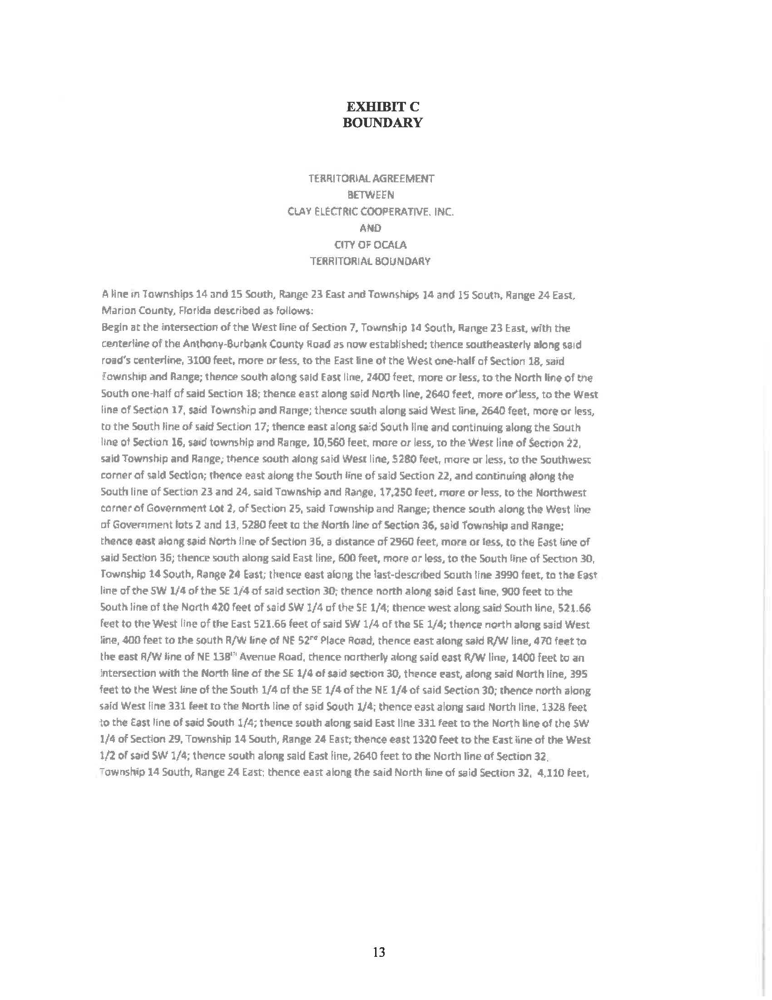 EXHIBIT C
BOUNDARY
TERRITORIAL AGREEMENT
BETWEEN
CLAY ELECTRIC COOPERATIVE, INC.
AND
CITY OF OCALA
TERRITORIAL BOUNDARY
A line in Townships 14 and 15 South, Range 23 East and Townships 14 and 15 South, Range 24 East,
Marion County, Florida described as follows:
Begin at the intersection of the West line of Section 7, Township 14 South, Range 23 East, with the
centerline of the Anthony-Burbank County Road as now established; thence southeasterly along said
road's centerline, 3100 feet, more or less, to the East line of the West one-half of Section 18, said
Township and Range; thence south along said East line, 2400 feet, more or less, to the North line of the
South one-half of said Section 18; thence east along said North line, 2640 feet, more or less, to the West
line of Section 17, said Township and Range; thence south along said West line, 2640 feet, more or less,
to the South line of said Section 17; thence east along said South line and continuing along the South
line of Section 16, said township and Range, 10,560 feet, more or less, to the West line of Section 22,
said Township and Range; thence south along said West line, 5280 feet, more or less, to the Southwest
corner of said Section; thence east along the South line of said Section 22, and continuing along the
South line of Section 23 and 24, said Township and Range, 17,250 feet, more or less, to the Northwest
corner of Government Lot 2, of Section 25, said Township and Range; thence south along the West line
of Government lots 2 and 13, 5280 feet to the North line of Section 36, said Township and Range;
thence east along said North line of Section 36, a distance of 2960 feet, more or less, to the East line of
said Section 36; thence south along said East line, 600 feet, more or less, to the South line of Section 30,
Township 14 South, Range 24 East; thence east along the last-described South line 3990 feet, to the East
line of the SW 1/4 of the SE 1/4 of said section 30; thence north along said East line, 900 feet to the
South line of the North 420 feet of said SW 1/4 of the SE 1/4; thence west along said South line, 521.66
feet to the West line of the East 521.66 feet of said SW 1/4 of the SE 1/4; thence north along said West
line, 400 feet to the south R/W line of NE 52ʳᵈ Place Road, thence east along said R/W line, 470 feet to
the east R/W line of NE 138ᵗʰ Avenue Road, thence northerly along said east R/W line, 1400 feet to an
intersection with the North line of the SE 1/4 of said section 30, thence east, along said North line, 395
feet to the West line of the South 1/4 of the SE 1/4 of the NE 1/4 of said Section 30; thence north along
said West line 331 feet to the North line of said South 1/4; thence east along said North line, 1328 feet
to the East line of said South 1/4; thence south along said East line 331 feet to the North line of the SW
1/4 of Section 29, Township 14 South, Range 24 East; thence east 1320 feet to the East line of the West
1/2 of said SW 1/4; thence south along said East line, 2640 feet to the North line of Section 32,
Township 14 South, Range 24 East; thence east along the said North line of said Section 32, 4,110 feet,
13